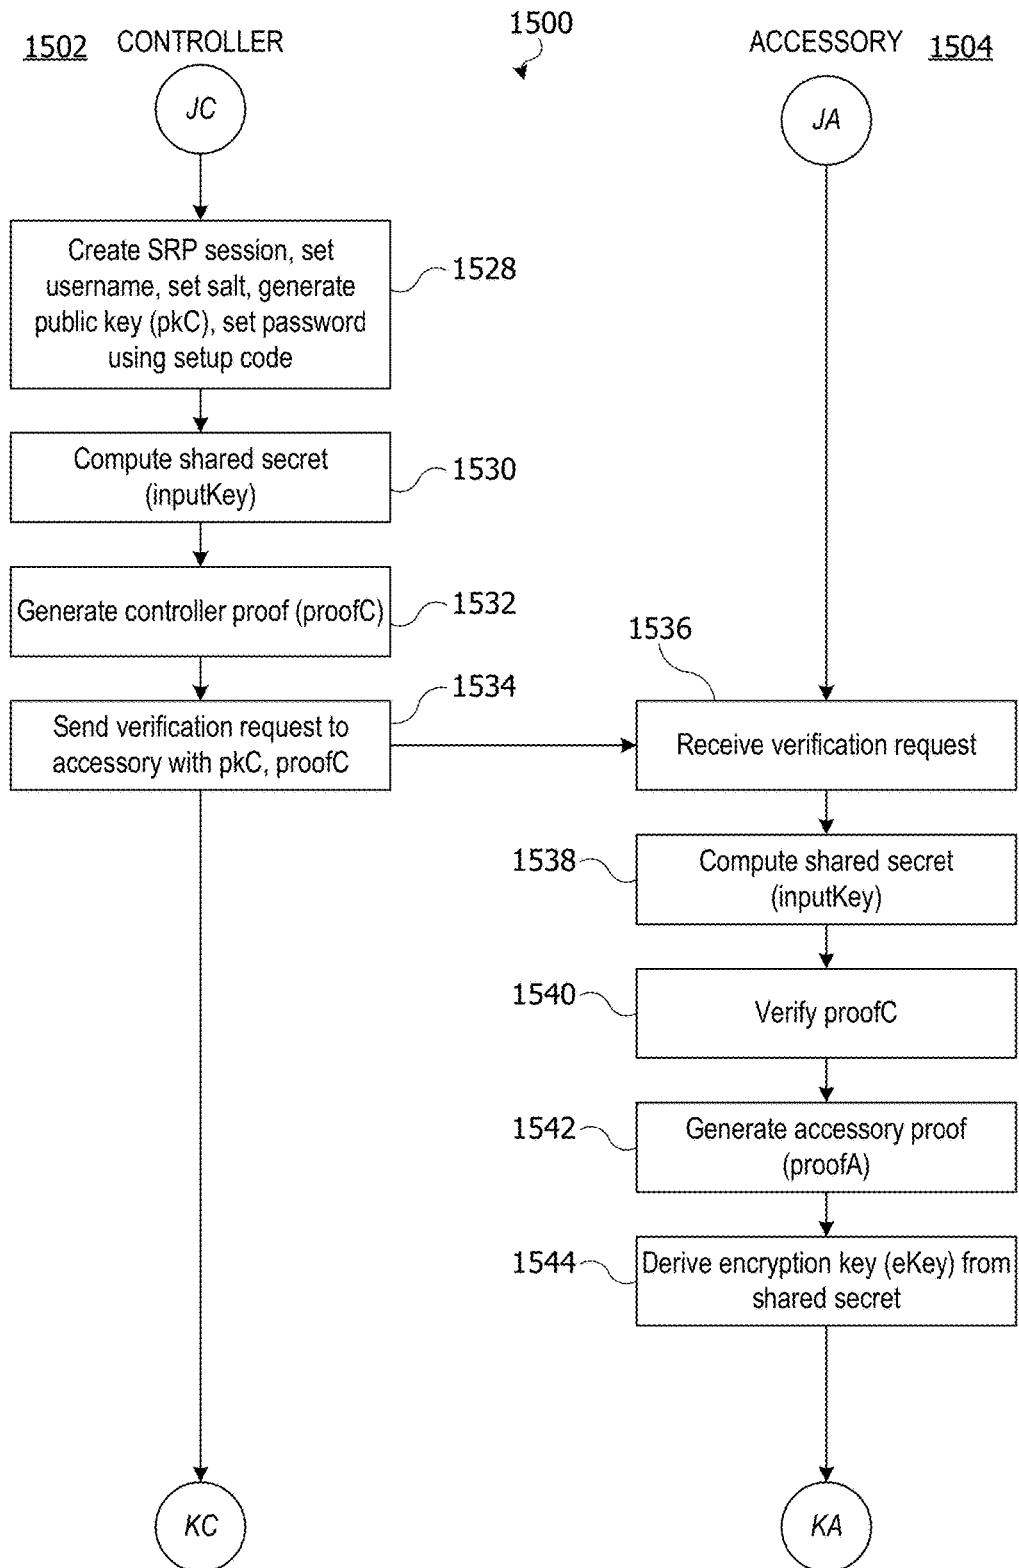 1502 CONTROLLER
1500
ACCESSORY 1504
JC
JA
Create SRP session, set
username, set salt, generate
public key (pkC), set password
using setup code
1528
Compute shared secret
(inputKey)
1530
Generate controller proof (proofC)
1532
1534
Send verification request to
accessory with pkC, proofC
1536
Receive verification request
1538
Compute shared secret
(inputKey)
1540
Verify proofC
1542
Generate accessory proof
(proofA)
1544
Derive encryption key (eKey) from
shared secret
KC
KA